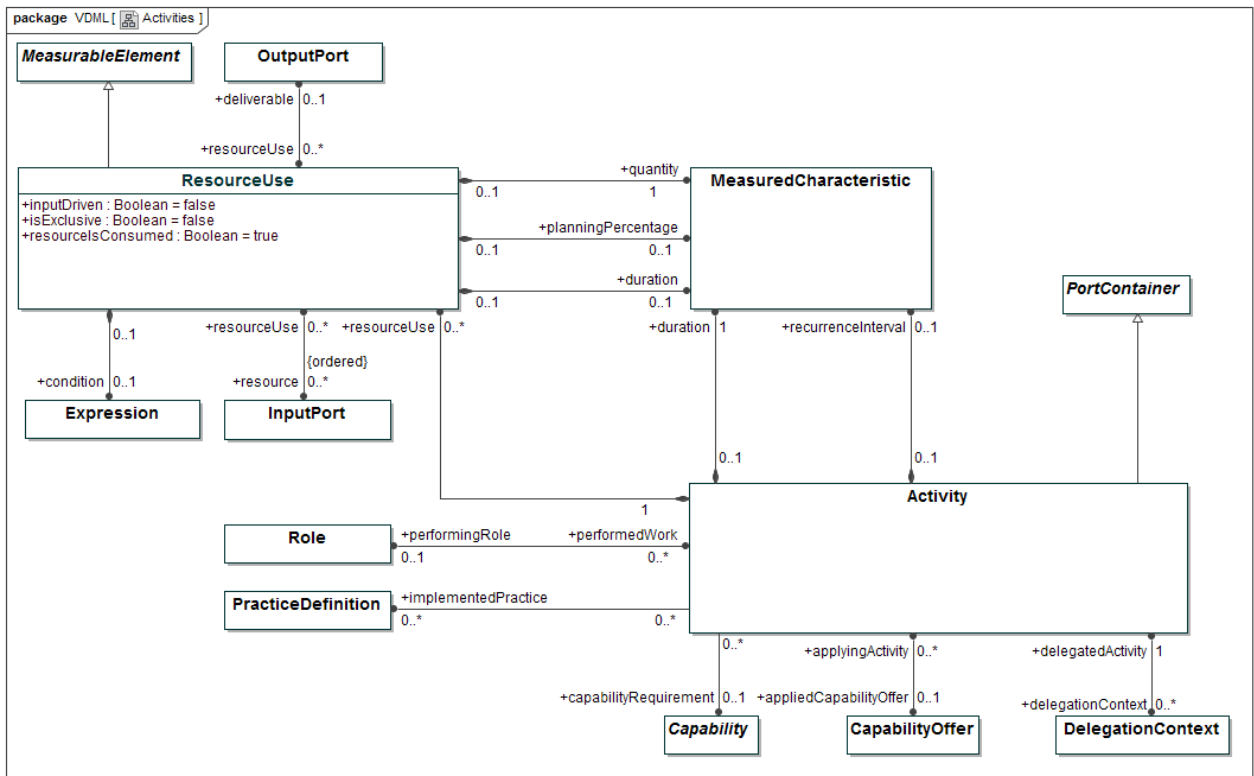 package VDML [ Activities ]
MeasurableElement
OutputPort
+deliverable 0..1
+resourceUse 0..*
ResourceUse
+inputDriven : Boolean = false
+isExclusive : Boolean = false
+resourceIsConsumed : Boolean = true
+quantity
0..1 1
+planningPercentage
0..1 0..1
+duration
0..1 0..1
MeasuredCharacteristic
PortContainer
0..1
+condition 0..1
Expression
+resourceUse 0..*
{ordered}
+resource 0..*
InputPort
+resourceUse 0..*
1
+duration 1
0..1
+recurrenceInterval 0..1
0..1
Activity
Role
+performingRole +performedWork
0..1 0..*
PracticeDefinition
+implementedPractice
0..* 0..*
0..*
+capabilityRequirement 0..1
Capability
+applyingActivity 0..*
+appliedCapabilityOffer 0..1
CapabilityOffer
+delegatedActivity 1
+delegationContext 0..*
DelegationContext